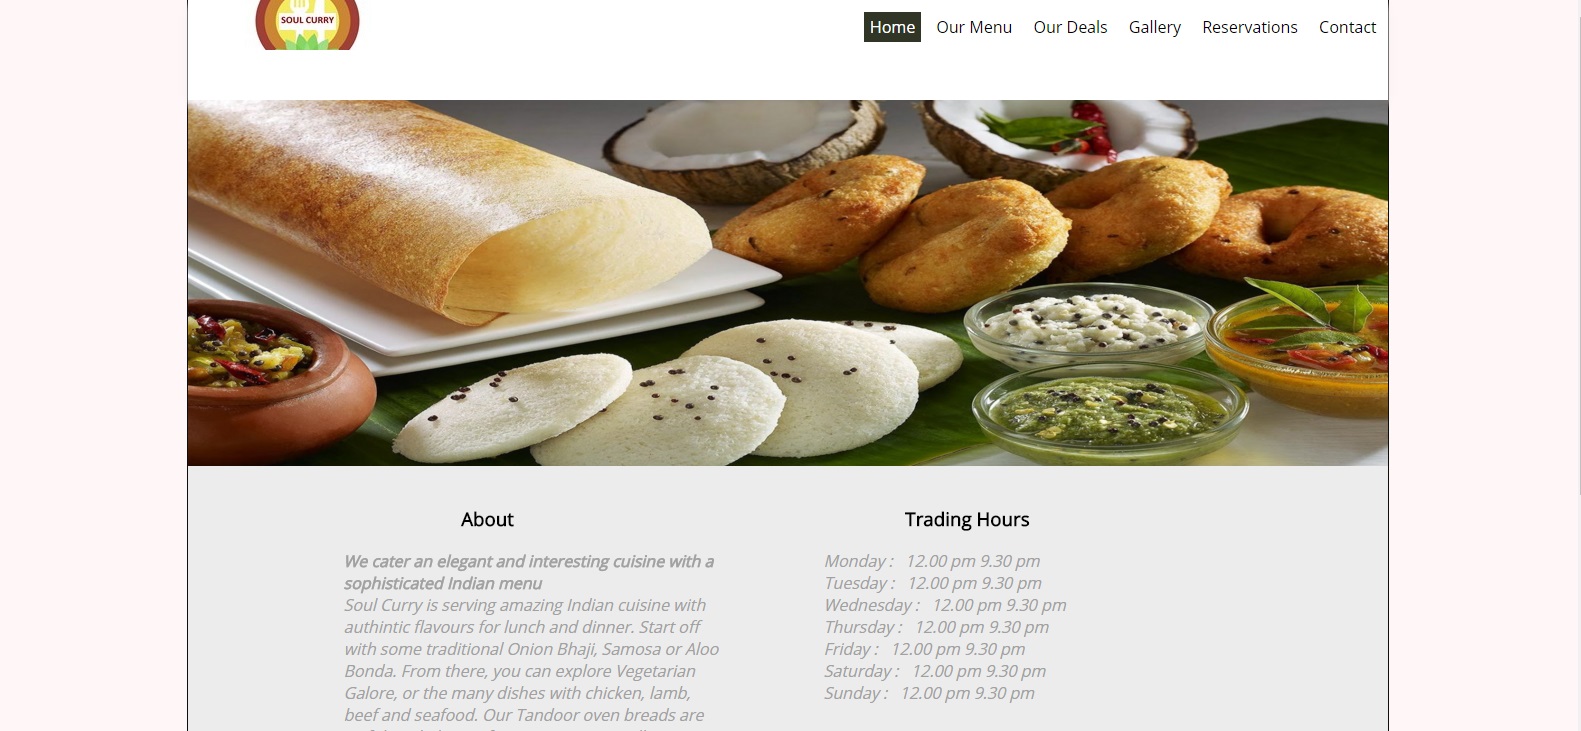 SOUL CURRY
Home Our Menu Our Deals Gallery Reservations Contact
About
We cater an elegant and interesting cuisine with a
sophisticated Indian menu
Soul Curry is serving amazing Indian cuisine with
authintic flavours for lunch and dinner. Start off
with some traditional Onion Bhaji, Samosa or Aloo
Bonda. From there, you can explore Vegetarian
Galore, or the many dishes with chicken, lamb,
beef and seafood. Our Tandoor oven breads are
Trading Hours
Monday : 12.00 pm 9.30 pm
Tuesday : 12.00 pm 9.30 pm
Wednesday : 12.00 pm 9.30 pm
Thursday : 12.00 pm 9.30 pm
Friday : 12.00 pm 9.30 pm
Saturday : 12.00 pm 9.30 pm
Sunday : 12.00 pm 9.30 pm